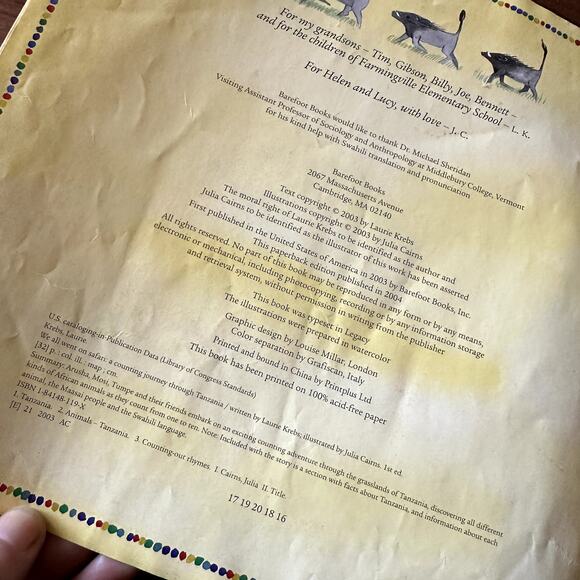 For my grandsons – Tim, Gibson, Billy, Joe, Bennett –
and for the children of Farmingville Elementary School – L. K.
For Helen and Lucy, with love – J. C.
Barefoot Books would like to thank Dr. Michael Sheridan
Visiting Assistant Professor of Sociology and Anthropology at Middlebury College, Vermont
for his kind help with Swahili translation and pronunciation
Barefoot Books
2067 Massachusetts Avenue
Cambridge, MA 02140
Text copyright © 2003 by Laurie Krebs
Illustrations copyright © 2003 by Julia Cairns
The moral right of Laurie Krebs to be identified as the author and
Julia Cairns to be identified as the illustrator of this work has been asserted
First published in the United States of America in 2003 by Barefoot Books, Inc.
This paperback edition published in 2004
All rights reserved. No part of this book may be reproduced in any form or by any means,
electronic or mechanical, including photocopying, recording or by any information storage
and retrieval system, without permission in writing from the publisher
This book was typeset in Legacy
The illustrations were prepared in watercolor
Graphic design by Louise Millar, London
Color separation by Grafiscan, Italy
Printed and bound in China by Printplus Ltd
This book has been printed on 100% acid-free paper
U.S. cataloging-in-Publication Data (Library of Congress Standards)
Krebs, Laurie.
We all went on safari: a counting journey through Tanzania / written by Laurie Krebs; illustrated by Julia Cairns. 1st ed.
[32] p. : col. ill. : map ; cm.
Summary: Arusha, Mosi, Tumpe and their friends embark on an exciting counting adventure through the grasslands of Tanzania, discovering all different
kinds of African animals as they count from one to ten. Note: Included with the story is a section with facts about Tanzania, and information about each
animal, the Maasai people and the Swahili language.
ISBN 1-84148-119-X
1. Tanzania. 2. Animals – Tanzania. 3. Counting-out rhymes. I. Cairns, Julia II. Title.
[E] 21 2003 AC
17 19 20 18 16